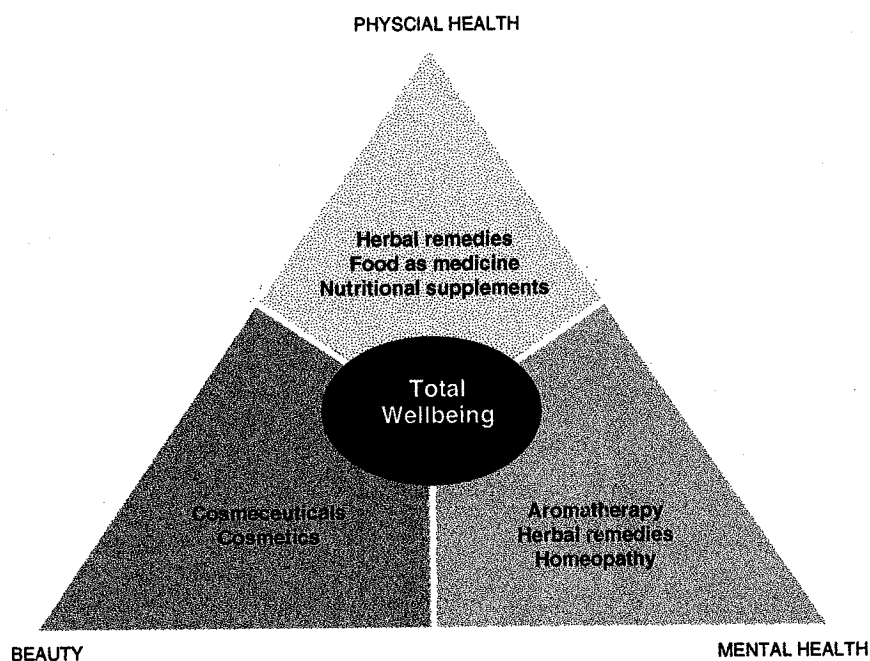 PHYSCIAL HEALTH
Herbal remedies
Food as medicine
Nutritional supplements
Total
Wellbeing
Cosmeceuticals
Cosmetics
Aromatherapy
Herbal remedies
Homeopathy
BEAUTY
MENTAL HEALTH